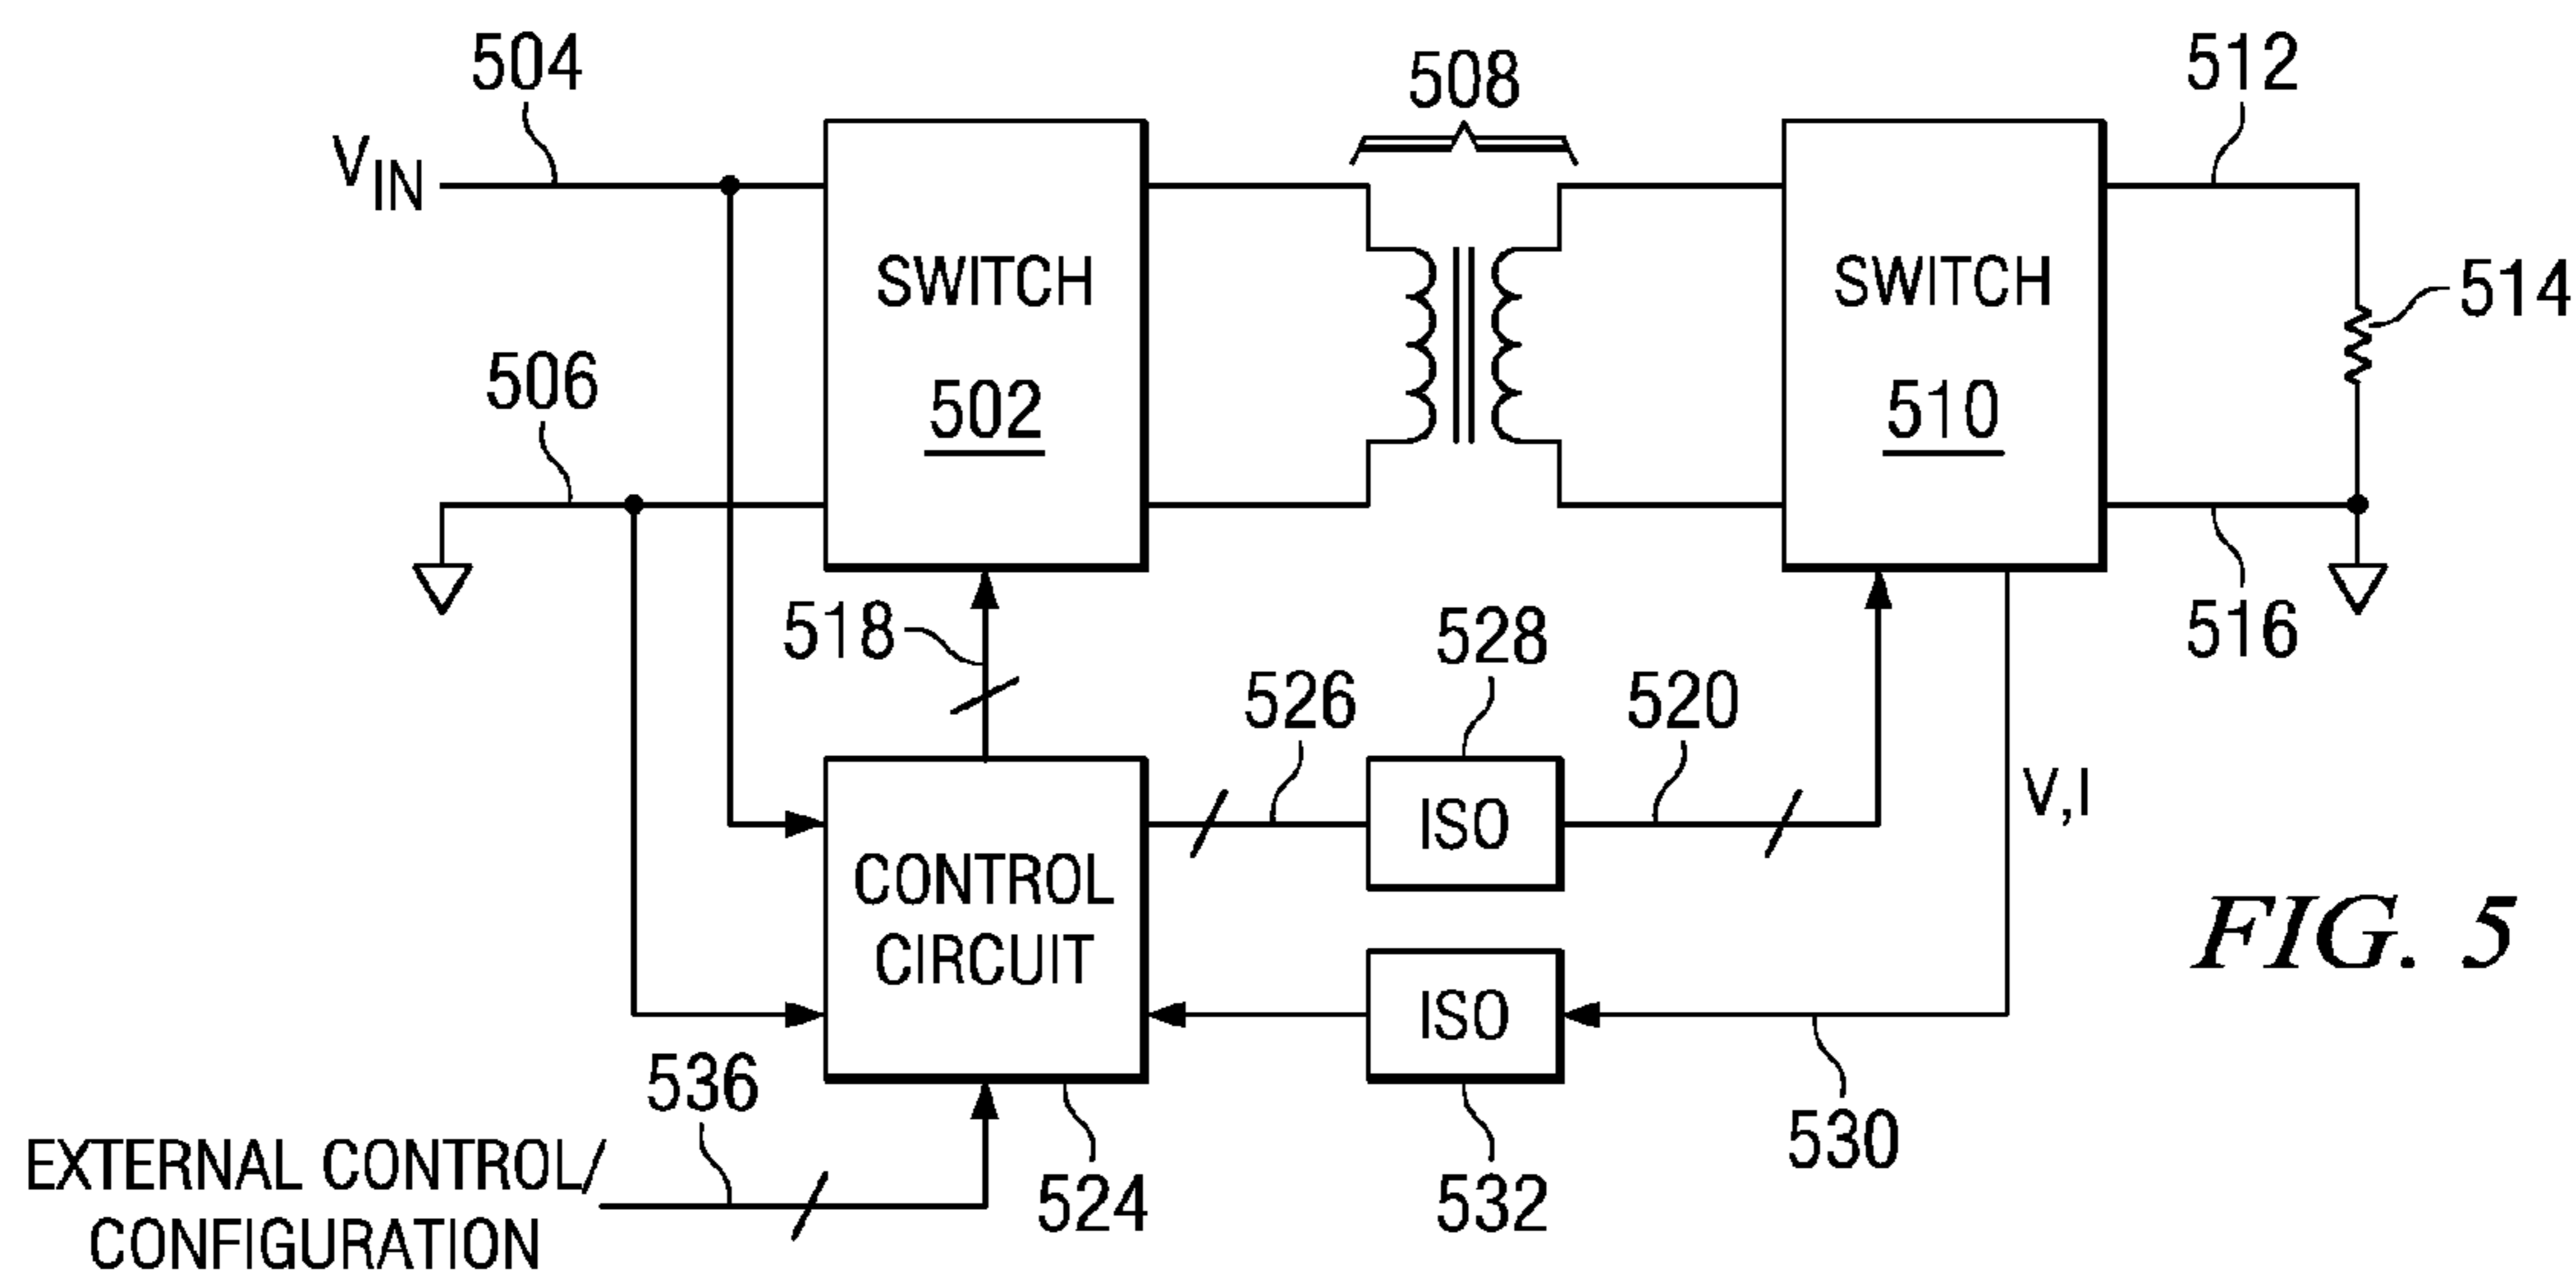 504
508
512
VIN
SWITCH
SWITCH
514
506
502
510
518
528
516
526
520
ISO
V,I
CONTROL
CIRCUIT
FIG. 5
ISO
536
530
EXTERNAL CONTROL/
CONFIGURATION
524
532